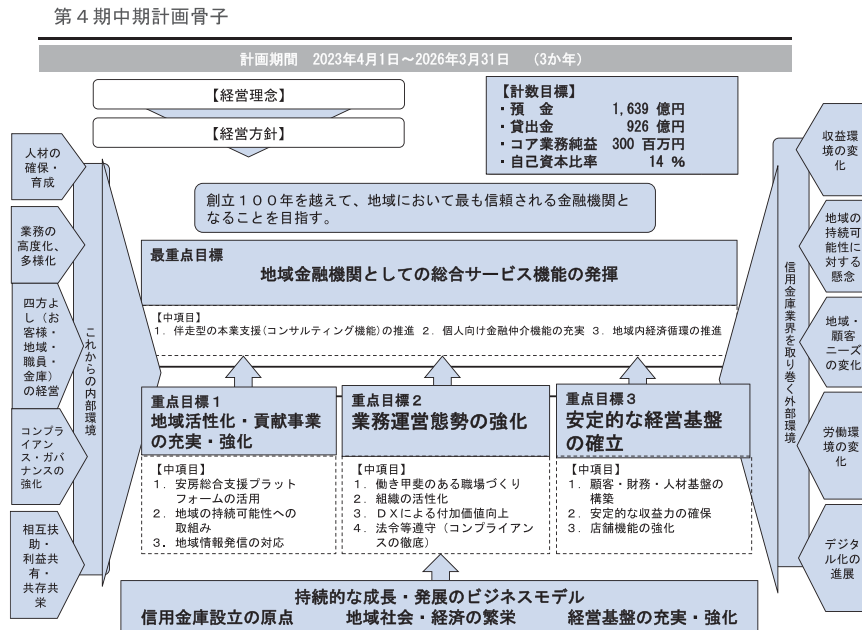 第４期中期計画骨子
計画期間　2023年4月1日～2026年3月31日　（3か年）
【経営理念】
【経営方針】
【計数目標】
・預　金　1,639 億円
・貸出金　926 億円
・コア業務純益　300 百万円
・自己資本比率　14 ％
創立１００年を越えて、地域において最も信頼される金融機関と
なることを目指す。
人材の
確保・
育成
業務の
高度化、
多様化
四方よ
し（お
客様・
地域・
職員・
金庫）
の経営
コンプラ
イアン
ス・ガバ
ナンスの
強化
相互扶
助・
利益共
有・
共存共
栄
これからの内部環境
最重点目標
地域金融機関としての総合サービス機能の発揮
【中項目】
１．伴走型の本業支援(コンサルティング機能)の推進　２．個人向け金融仲介機能の充実　３．地域内経済循環の推進
重点目標１
地域活性化・貢献事業
の充実・強化
【中項目】
１．安房総合支援プラット
フォームの活用
２．地域の持続可能性への
取組み
３．地域情報発信の対応
重点目標２
業務運営態勢の強化
【中項目】
１．働き甲斐のある職場づくり
２．組織の活性化
３．ＤＸによる付加価値向上
４．法令等遵守（コンプライアン
スの徹底）
重点目標３
安定的な経営基盤
の確立
【中項目】
１．顧客・財務・人材基盤の
構築
２．安定的な収益力の確保
３．店舗機能の強化
信用金庫業界を取り巻く外部環境
収益環
境の変
化
地域の
持続可
能性に
対する
懸念
地域・
顧客
ニーズ
の変化
労働環
境の変
化
デジタ
ル化の
進展
持続的な成長・発展のビジネスモデル
信用金庫設立の原点　地域社会・経済の繁栄　経営基盤の充実・強化